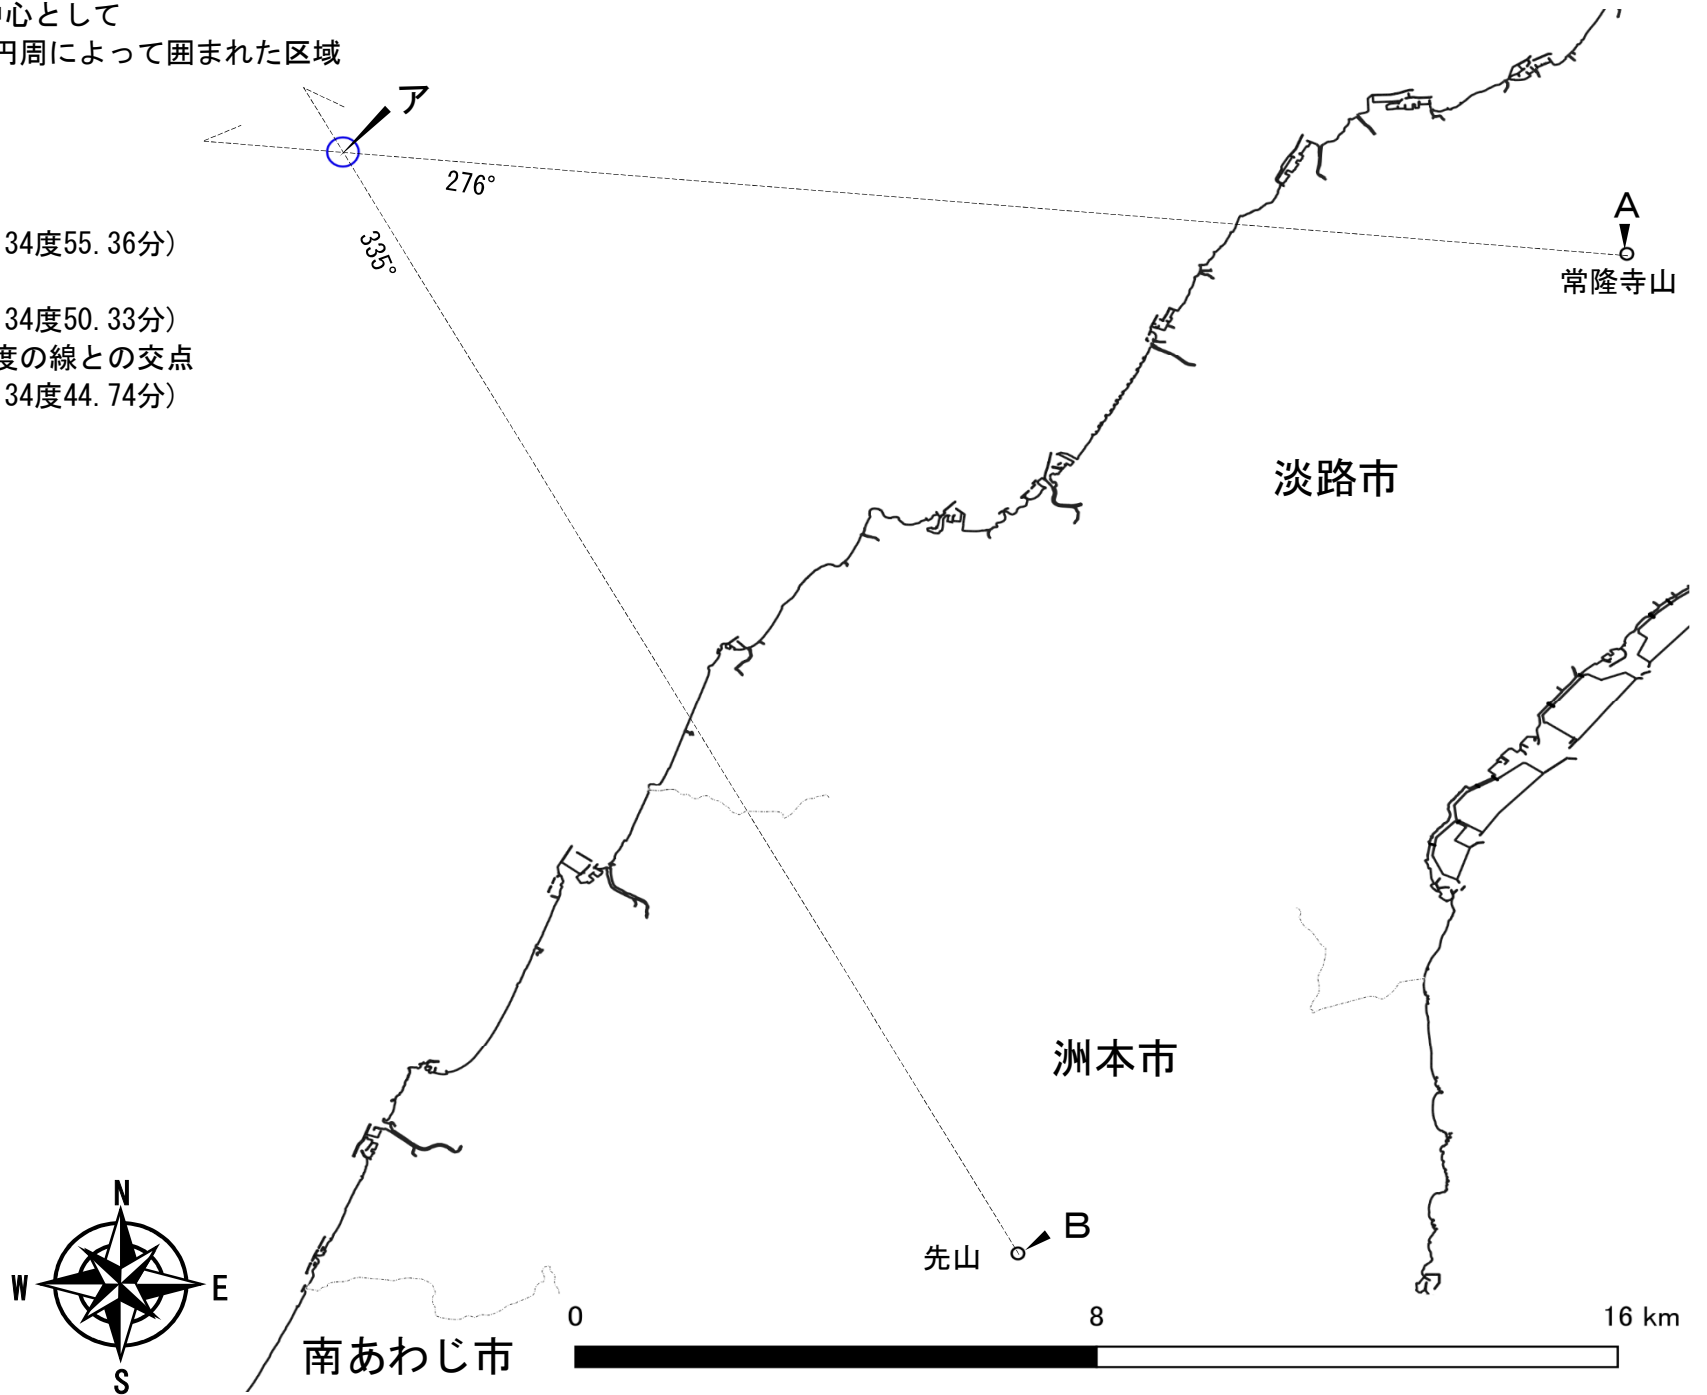 心として
円周によって囲まれた区域
ア
276°
335°
34度55.36分）
34度50.33分）
度の線との交点
34度44.74分）
A
常隆寺山
淡路市
洲本市
B
先山
N
W
E
S
南あわじ市
0
8
16 km